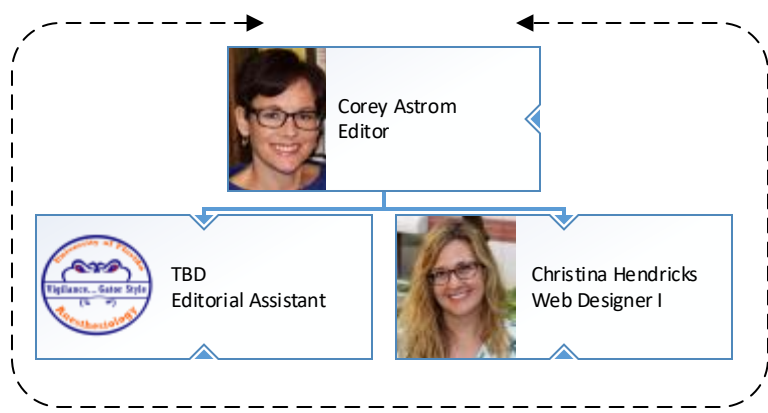 Corey Astrom
Editor
University of Florida
Vigilance... Gator Style
Anesthesiology
TBD
Editorial Assistant
Christina Hendricks
Web Designer I